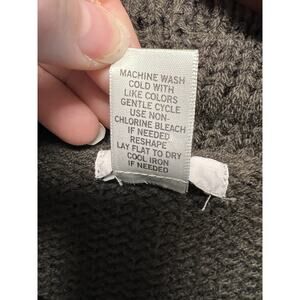 MACHINE WASH
COLD WITH
LIKE COLORS
GENTLE CYCLE
USE NON-
CHLORINE BLEACH
IF NEEDED
RESHAPE
LAY FLAT TO DRY
COOL IRON
IF NEEDED